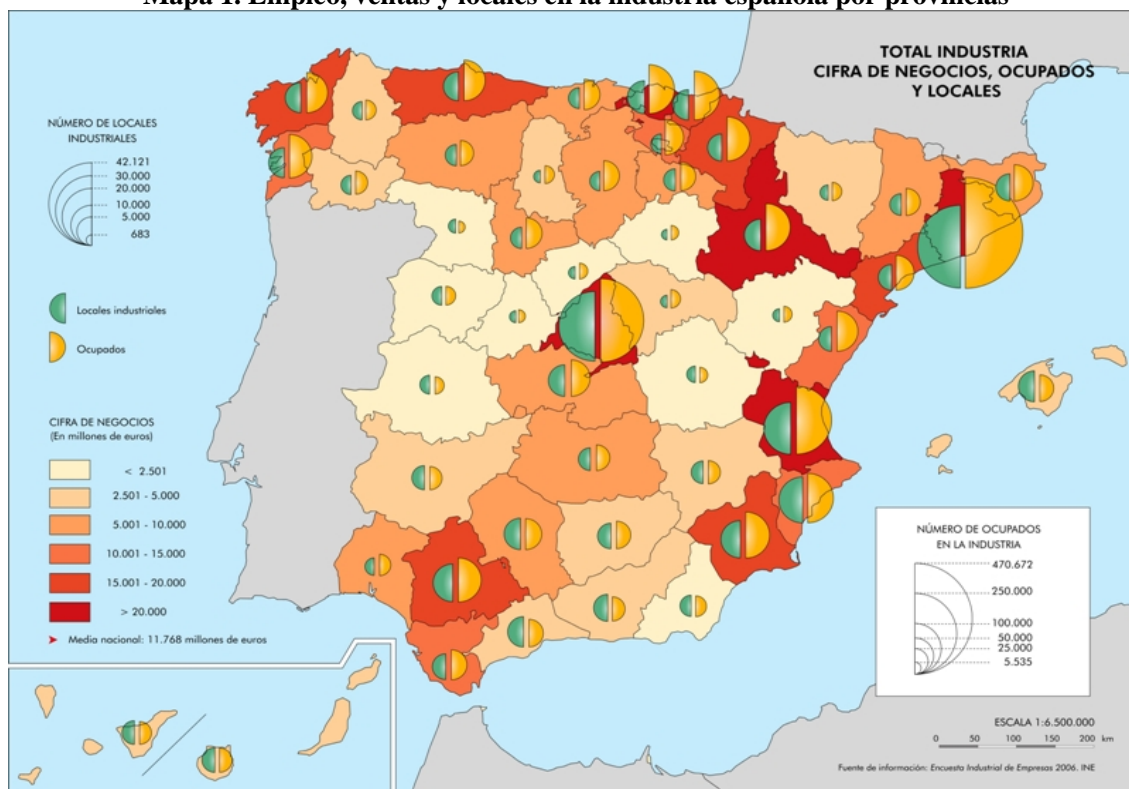 Mapa 1. Empleo, ventas y locales en la industria española por provincias
TOTAL INDUSTRIA
CIFRA DE NEGOCIOS, OCUPADOS
Y LOCALES
NÚMERO DE LOCALES
INDUSTRIALES
42.121
30.000
20.000
10.000
5.000
683
Locales industriales
Ocupados
CIFRA DE NEGOCIOS
(En millones de euros)
< 2.501
2.501 - 5.000
5.001 - 10.000
10.001 - 15.000
15.001 - 20.000
> 20.000
Media nacional: 11.768 millones de euros
NÚMERO DE OCUPADOS
EN LA INDUSTRIA
470.672
250.000
100.000
50.000
25.000
5.535
ESCALA 1:6.500.000
0 50 100 150 200 km
Fuente de información: Encuesta Industrial de Empresas 2006. INE